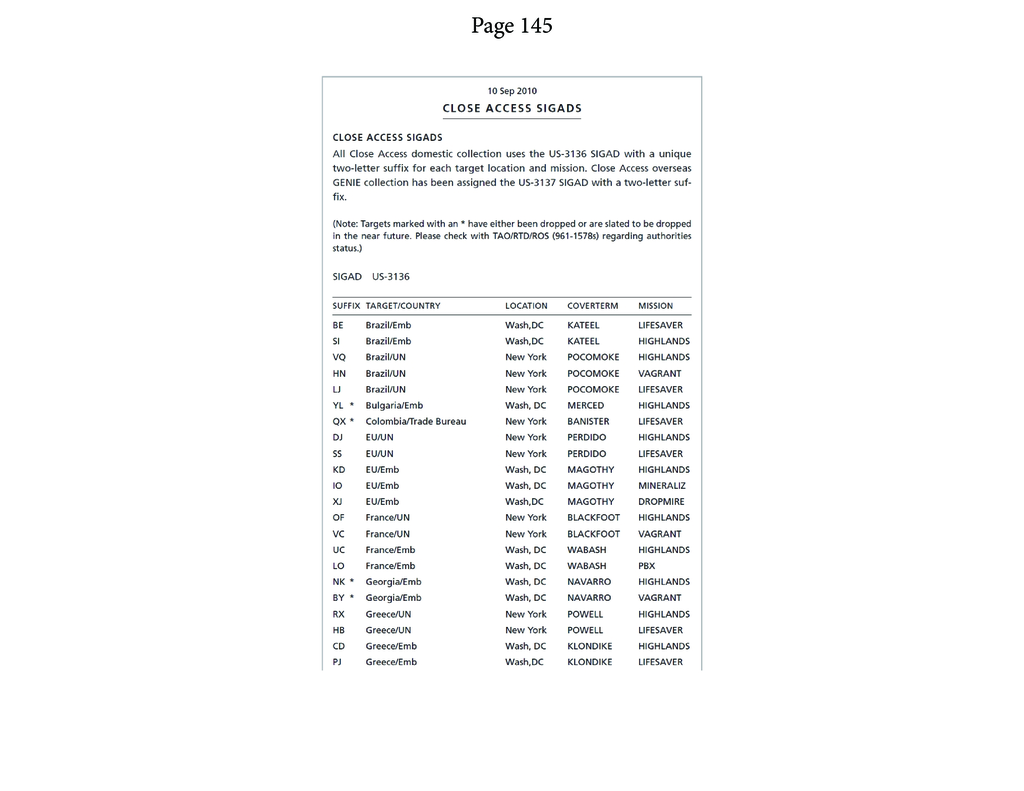 Page 145
10 Sep 2010
CLOSE ACCESS SIGADS
CLOSE ACCESS SIGADS
All Close Access domestic collection uses the US-3136 SIGAD with a unique
two-letter suffix for each target location and mission. Close Access overseas
GENIE collection has been assigned the US-3137 SIGAD with a two-letter suf-
fix.
(Note: Targets marked with an * have either been dropped or are slated to be dropped
in the near future. Please check with TAO/RTD/ROS (961-1578s) regarding authorities
status.)
SIGAD US-3136
SUFFIX TARGET/COUNTRY LOCATION COVERTERM MISSION
BE Brazil/Emb Wash,DC KATEEL LIFESAVER
SI Brazil/Emb Wash,DC KATEEL HIGHLANDS
VQ Brazil/UN New York POCOMOKE HIGHLANDS
HN Brazil/UN New York POCOMOKE VAGRANT
LJ Brazil/UN New York POCOMOKE LIFESAVER
YL * Bulgaria/Emb Wash, DC MERCED HIGHLANDS
QX * Colombia/Trade Bureau New York BANISTER LIFESAVER
DJ EU/UN New York PERDIDO HIGHLANDS
SS EU/UN New York PERDIDO LIFESAVER
KD EU/Emb Wash, DC MAGOTHY HIGHLANDS
IO EU/Emb Wash, DC MAGOTHY MINERALIZ
XJ EU/Emb Wash,DC MAGOTHY DROPMIRE
OF France/UN New York BLACKFOOT HIGHLANDS
VC France/UN New York BLACKFOOT VAGRANT
UC France/Emb Wash, DC WABASH HIGHLANDS
LO France/Emb Wash, DC WABASH PBX
NK * Georgia/Emb Wash, DC NAVARRO HIGHLANDS
BY * Georgia/Emb Wash, DC NAVARRO VAGRANT
RX Greece/UN New York POWELL HIGHLANDS
HB Greece/UN New York POWELL LIFESAVER
CD Greece/Emb Wash, DC KLONDIKE HIGHLANDS
PJ Greece/Emb Wash,DC KLONDIKE LIFESAVER